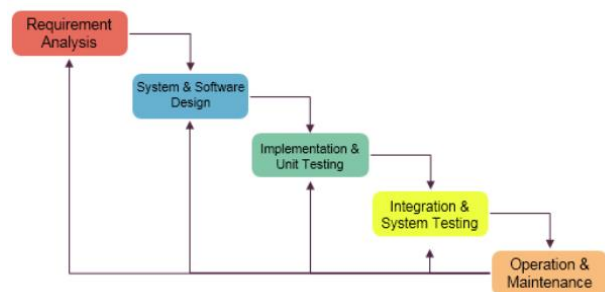 Requirement
Analysis
System & Software
Design
Implementation &
Unit Testing
Integration &
System Testing
Operation &
Maintenance